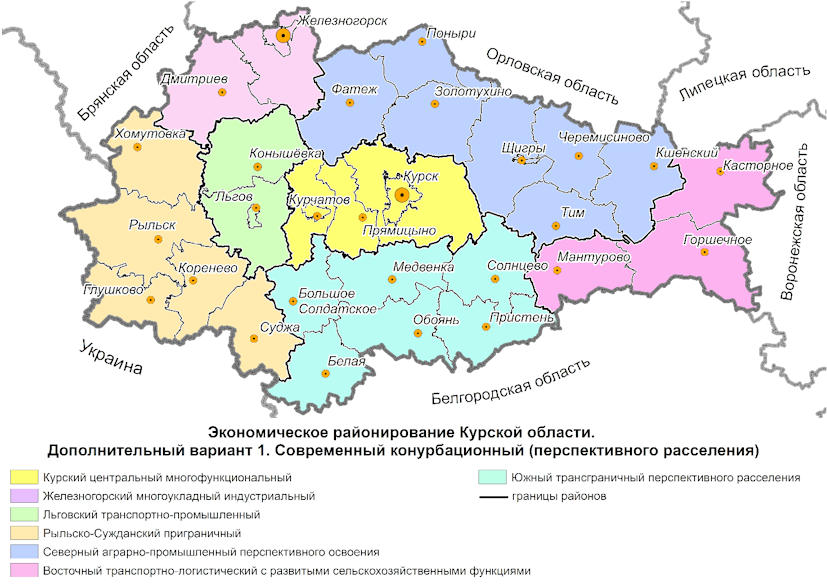 Железногорск
Поныри
Брянская область
Орловская область
Липецкая область
Дмитриев
Фатеж
Золотухино
Хомутовка
Конышёвка
Щигры
Черемисиново
Кшенский
Касторное
Воронежская область
Курск
Льгов
Курчатов
Прямицыно
Тим
Рыльск
Горшечное
Мантурово
Солнцево
Медвенка
Коренево
Глушково
Большое
Солдатское
Обоянь
Пристень
Суджа
Белая
Украина
Белгородская область
Экономическое районирование Курской области.
Дополнительный вариант 1. Современный конурбационный (перспективного расселения)
Курский центральный многофункциональный
Железногорский многоукладный индустриальный
Льговский транспортно-промышленный
Рыльско-Сужданский приграничный
Северный аграрно-промышленный перспективного освоения
Восточный транспортно-логистический с развитыми сельскохозяйственными функциями
Южный трансграничный перспективного расселения
границы районов